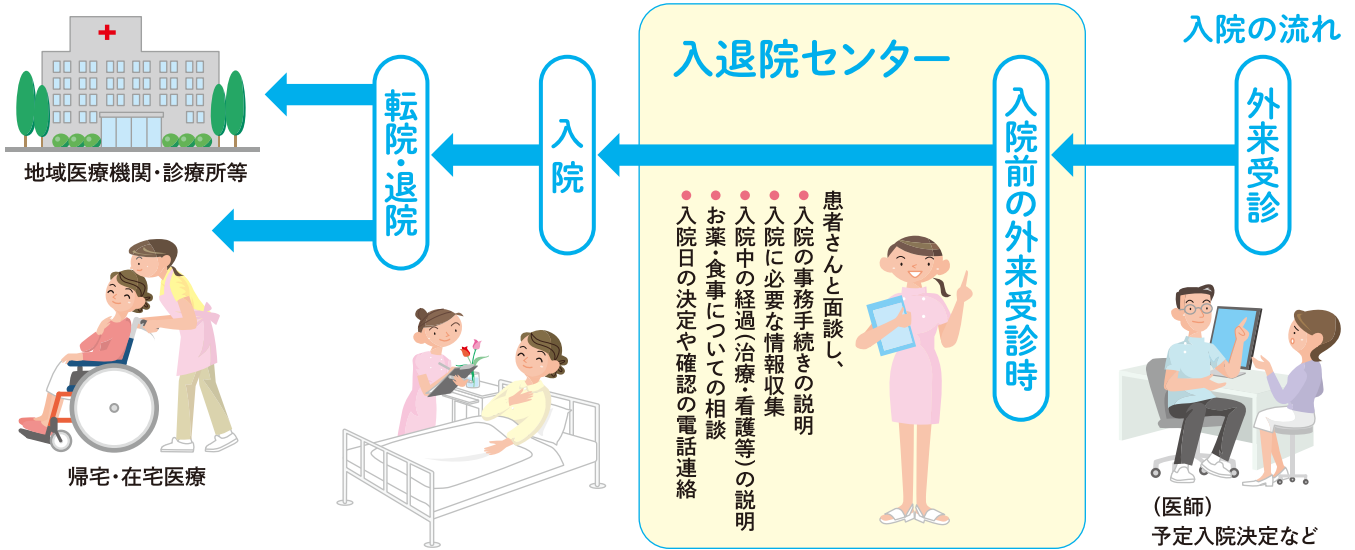 入院の流れ
外来受診
（医師）
予定入院決定など
入退院センター
入院前の外来受診時
患者さんと面談し、
●入院の事務手続きの説明
●入院に必要な情報収集
●入院中の経過（治療・看護等）の説明
●お薬・食事についての相談
●入院日の決定や確認の電話連絡
入院
転院・退院
地域医療機関・診療所等
帰宅・在宅医療